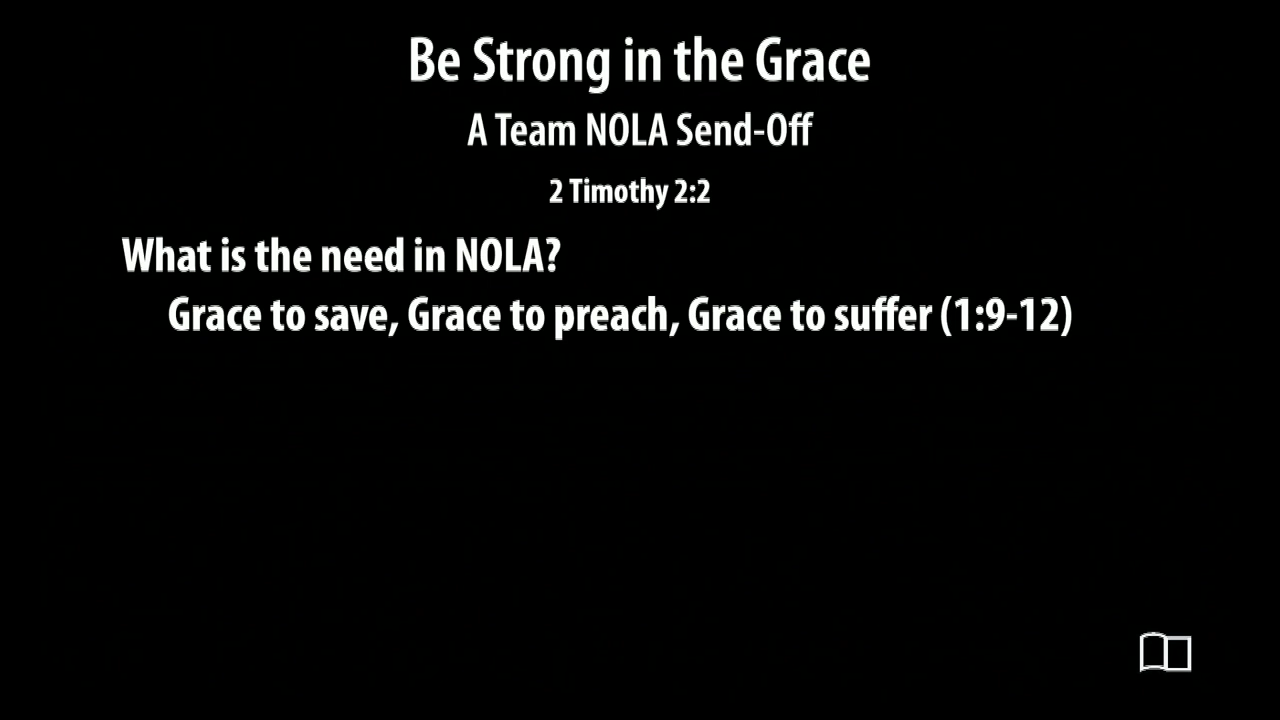 Be Strong in the Grace
A Team NOLA Send-Off
2 Timothy 2:2
What is the need in NOLA?
Grace to save, Grace to preach, Grace to suffer (1:9-12)